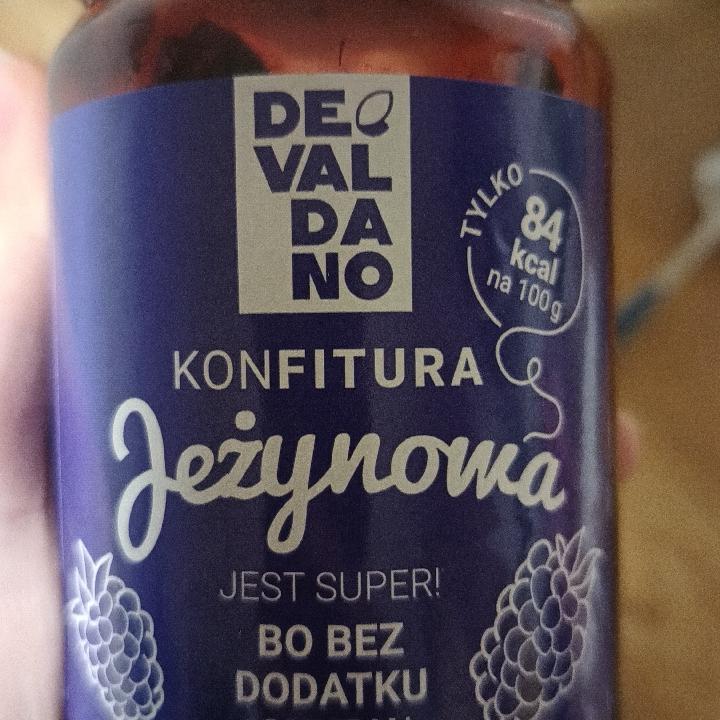 DE
VAL
DA
NO
TYLKO
84
kcal
na 100g
KONFITURA
Jeżynowa
JEST SUPER!
BO BEZ
DODATKU